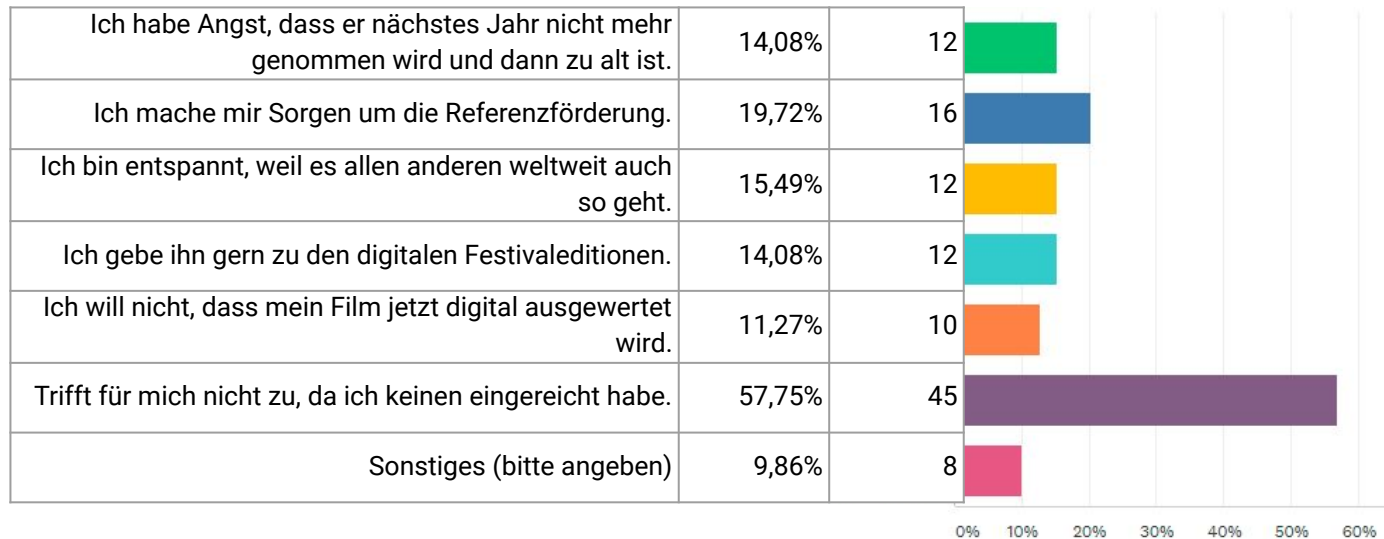 Ich habe Angst, dass er nächstes Jahr nicht mehr
genommen wird und dann zu alt ist. 14,08% 12
Ich mache mir Sorgen um die Referenzförderung. 19,72% 16
Ich bin entspannt, weil es allen anderen weltweit auch
so geht. 15,49% 12
Ich gebe ihn gern zu den digitalen Festivaleditionen. 14,08% 12
Ich will nicht, dass mein Film jetzt digital ausgewertet
wird. 11,27% 10
Trifft für mich nicht zu, da ich keinen eingereicht habe. 57,75% 45
Sonstiges (bitte angeben) 9,86% 8
0% 10% 20% 30% 40% 50% 60%